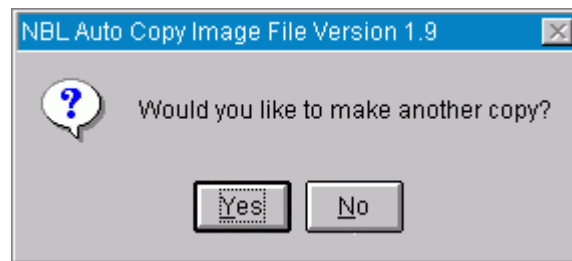 NBL Auto Copy Image File Version 1.9
Would you like to make another copy?
Yes No